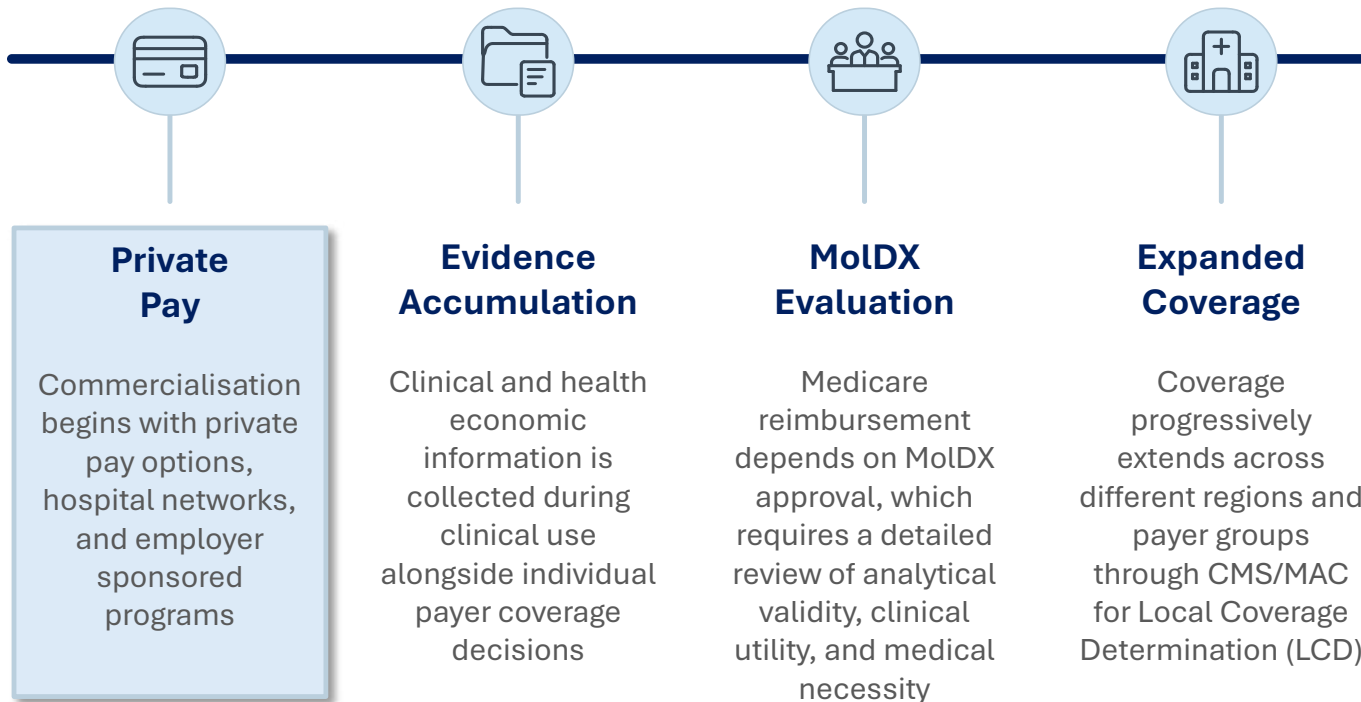 Private
Pay
Commercialisation
begins with private
pay options,
hospital networks,
and employer
sponsored
programs
Evidence
Accumulation
Clinical and health
economic
information is
collected during
clinical use
alongside individual
payer coverage
decisions
MolDX
Evaluation
Medicare
reimbursement
depends on MolDX
approval, which
requires a detailed
review of analytical
validity, clinical
utility, and medical
necessity
Expanded
Coverage
Coverage
progressively
extends across
different regions and
payer groups
through CMS/MAC
for Local Coverage
Determination (LCD)